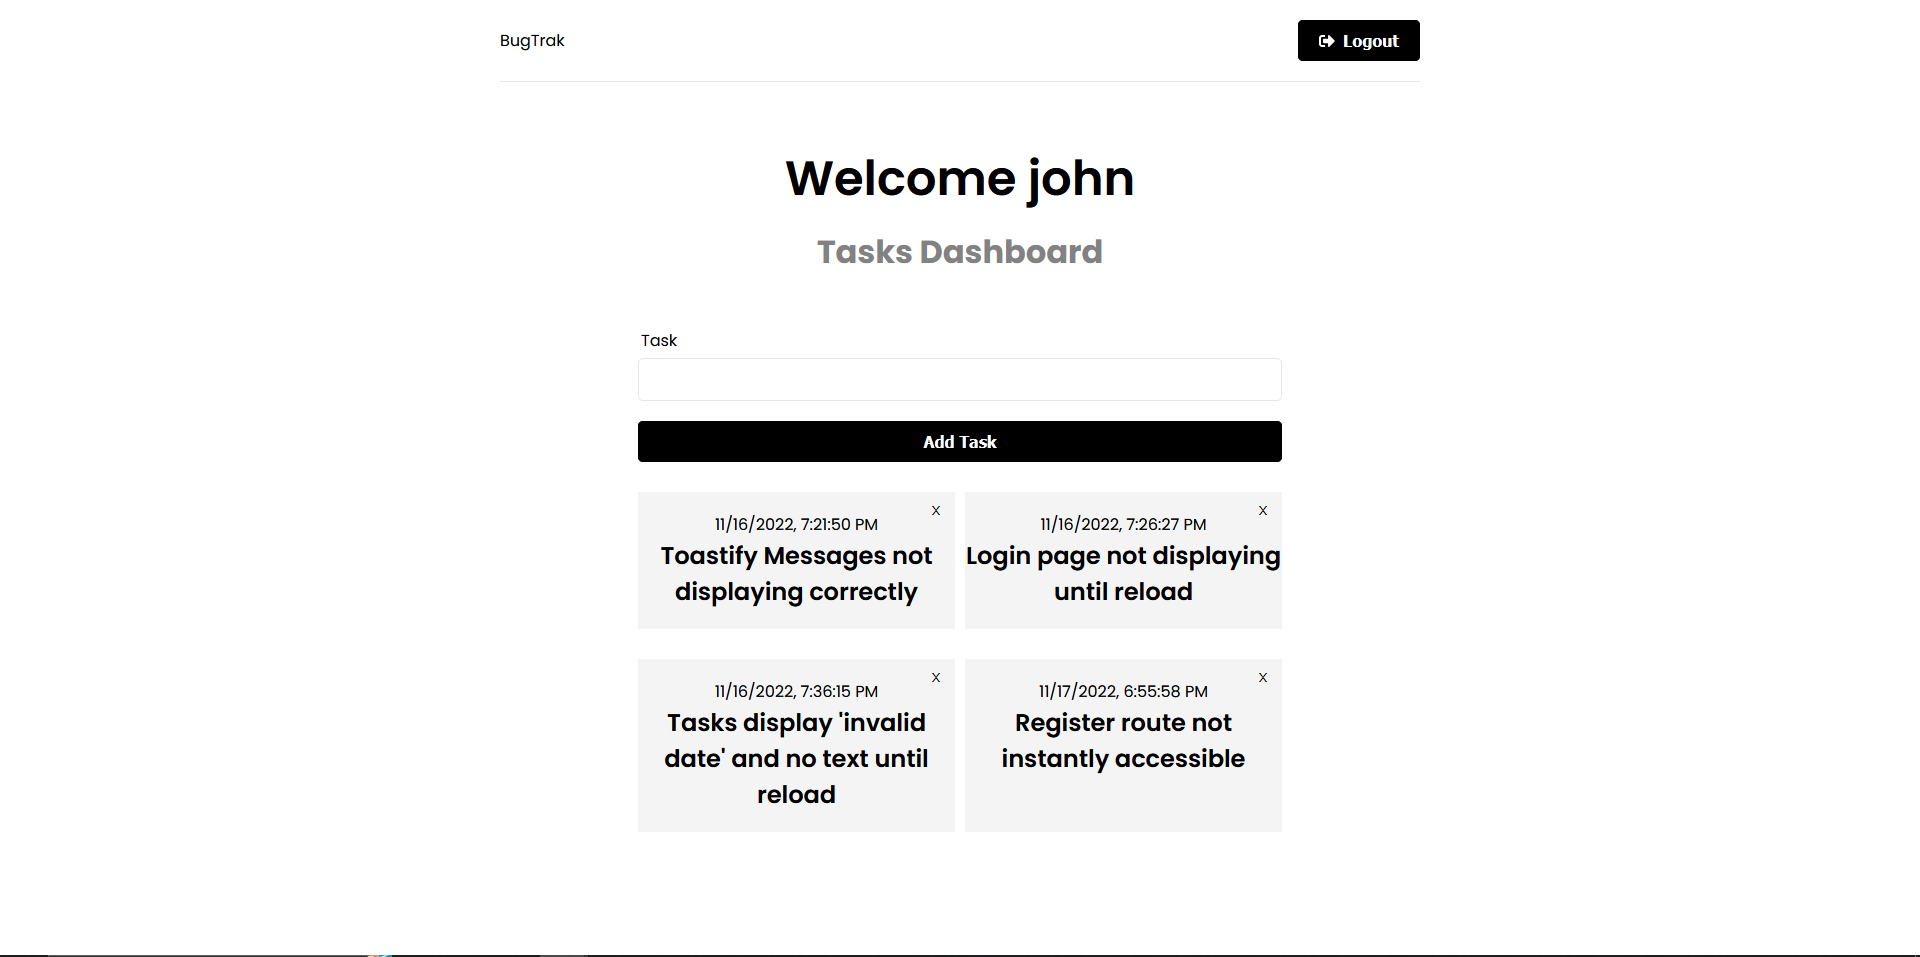 BugTrak
Logout
Welcome john
Tasks Dashboard
Task
Add Task
X
11/16/2022, 7:21:50 PM
Toastify Messages not
displaying correctly
X
11/16/2022, 7:26:27 PM
Login page not displaying
until reload
X
11/16/2022, 7:36:15 PM
Tasks display 'invalid
date' and no text until
reload
X
11/17/2022, 6:55:58 PM
Register route not
instantly accessible